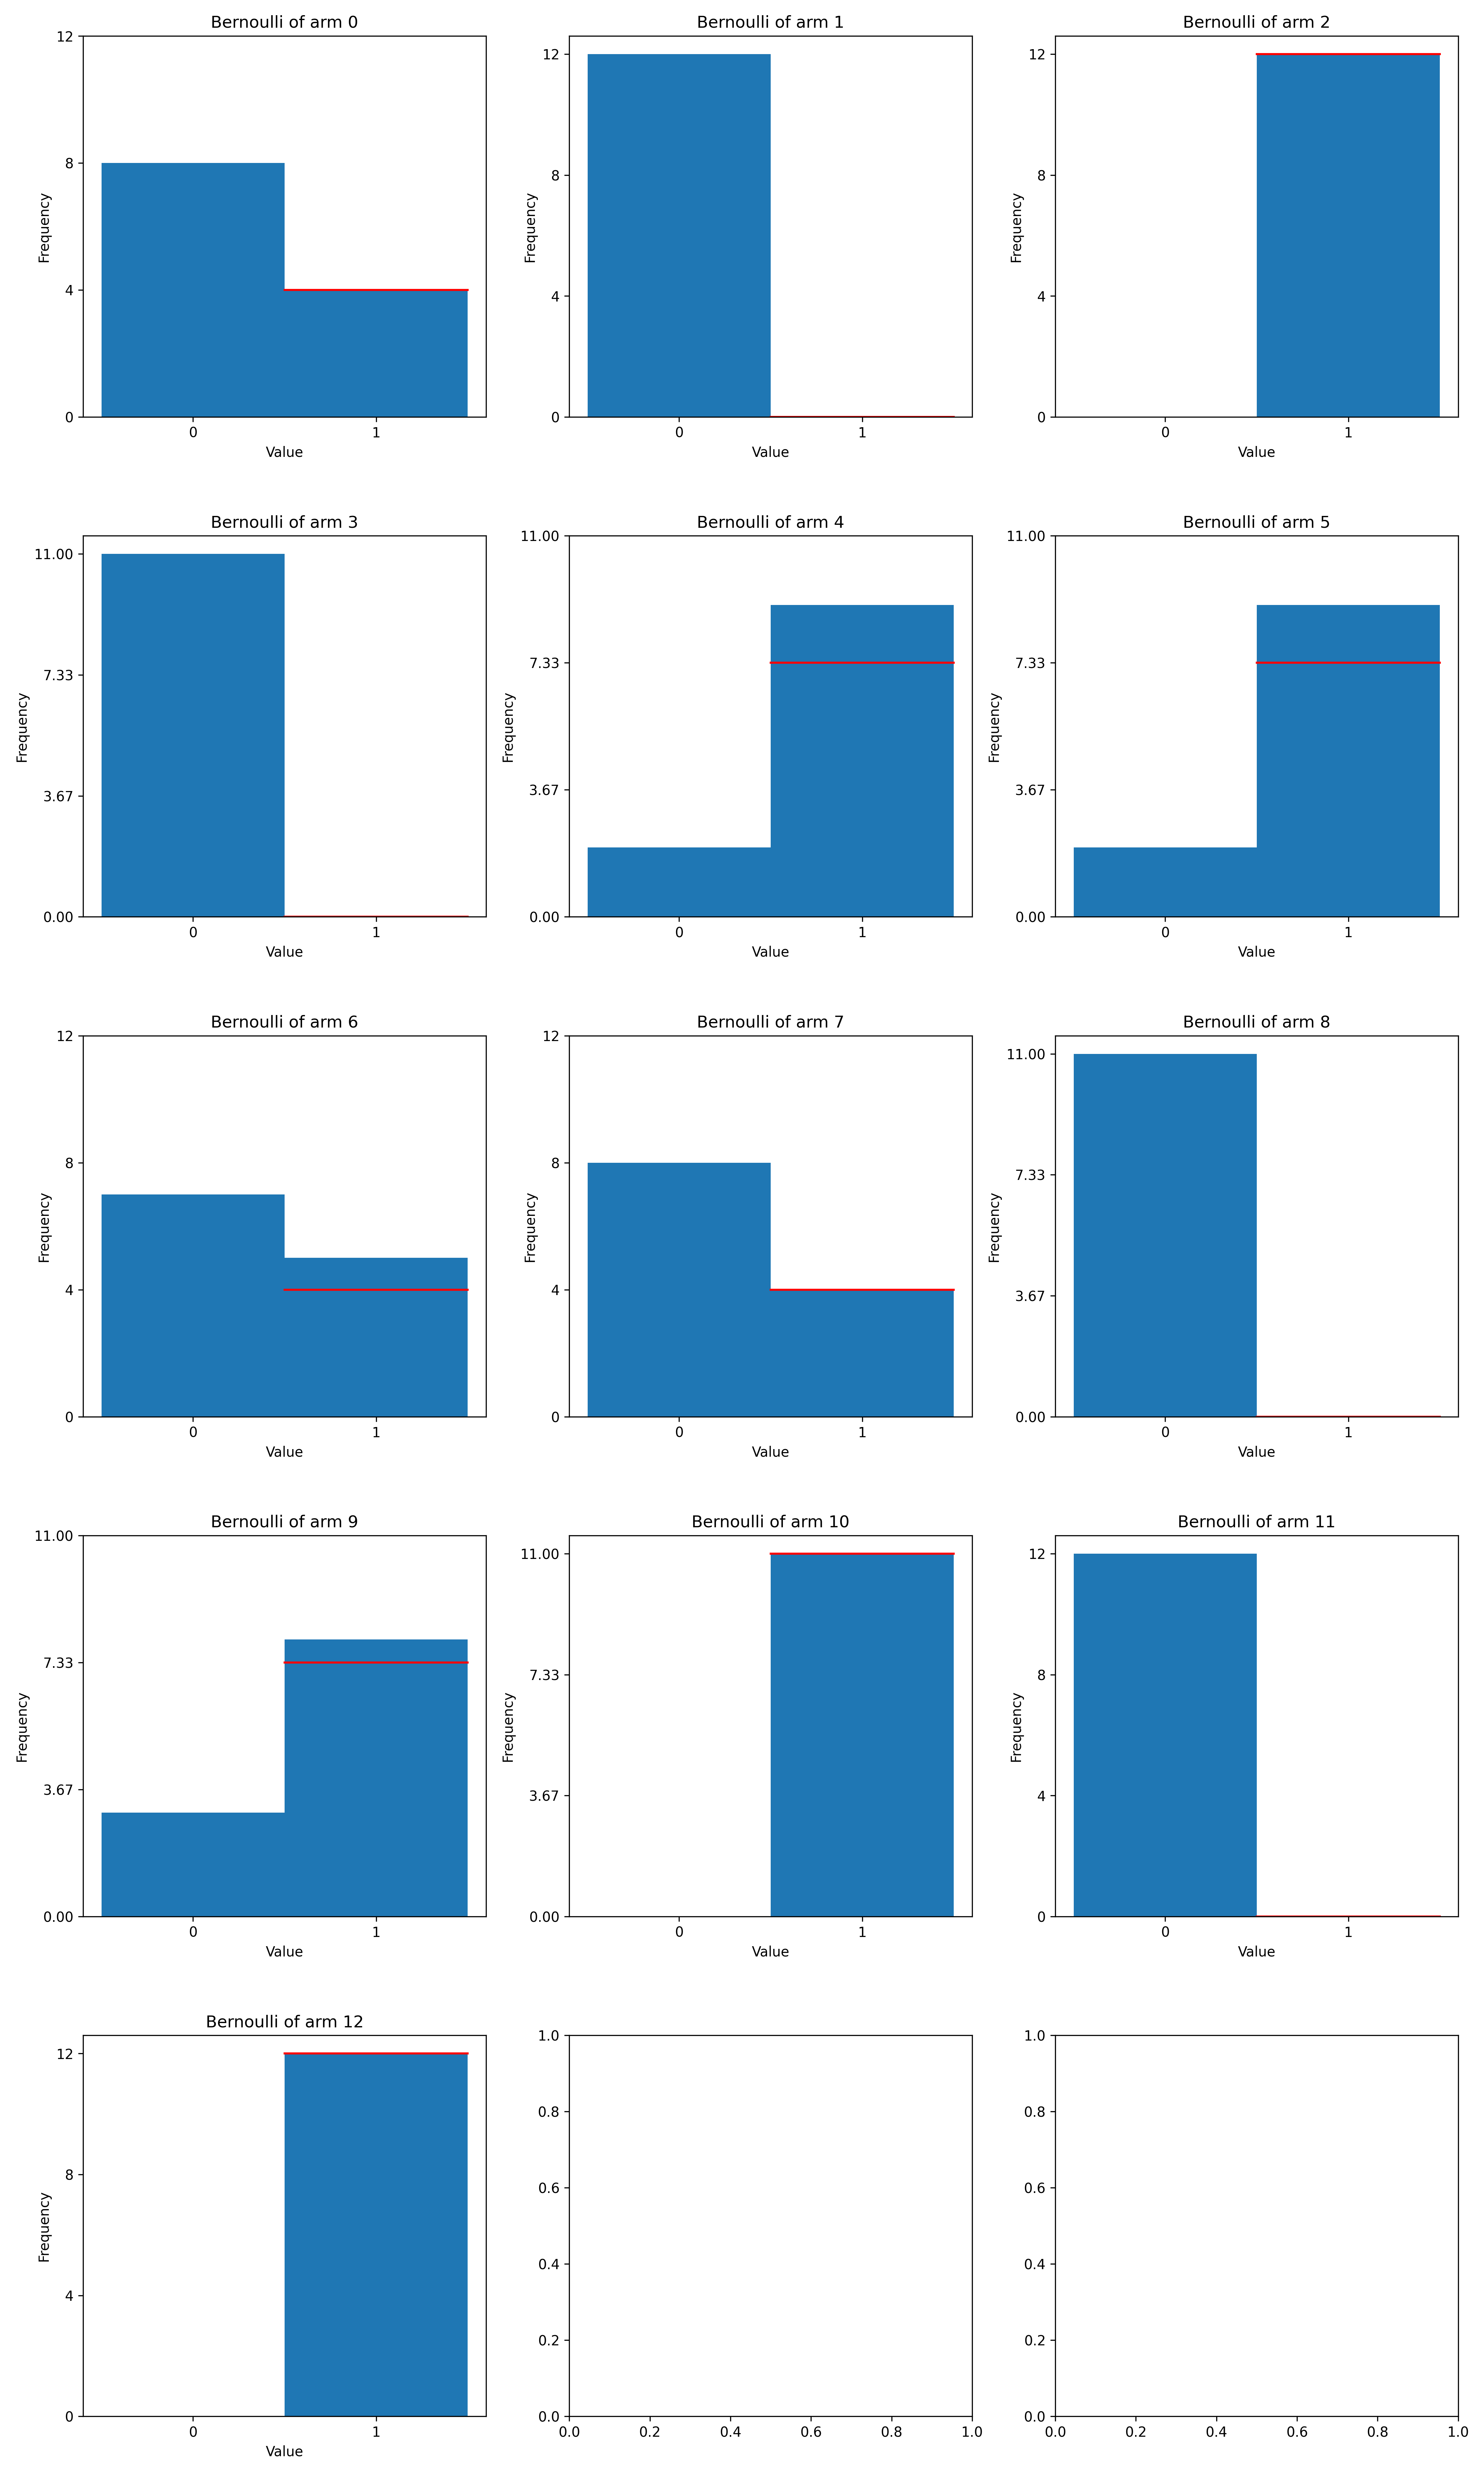 Bernoulli of arm 0
12
8
4
0
Frequency
0 1
Value
Bernoulli of arm 1
12
8
4
0
Frequency
0 1
Value
Bernoulli of arm 2
12
8
4
0
Frequency
0 1
Value
Bernoulli of arm 3
11.00
7.33
3.67
0.00
Frequency
0 1
Value
Bernoulli of arm 4
11.00
7.33
3.67
0.00
Frequency
0 1
Value
Bernoulli of arm 5
11.00
7.33
3.67
0.00
Frequency
0 1
Value
Bernoulli of arm 6
12
8
4
0
Frequency
0 1
Value
Bernoulli of arm 7
12
8
4
0
Frequency
0 1
Value
Bernoulli of arm 8
11.00
7.33
3.67
0.00
Frequency
0 1
Value
Bernoulli of arm 9
11.00
7.33
3.67
0.00
Frequency
0 1
Value
Bernoulli of arm 10
11.00
7.33
3.67
0.00
Frequency
0 1
Value
Bernoulli of arm 11
12
8
4
0
Frequency
0 1
Value
Bernoulli of arm 12
12
8
4
0
Frequency
0 1
Value
1.0
0.8
0.6
0.4
0.2
0.0
0.0 0.2 0.4 0.6 0.8 1.0
1.0
0.8
0.6
0.4
0.2
0.0
0.0 0.2 0.4 0.6 0.8 1.0